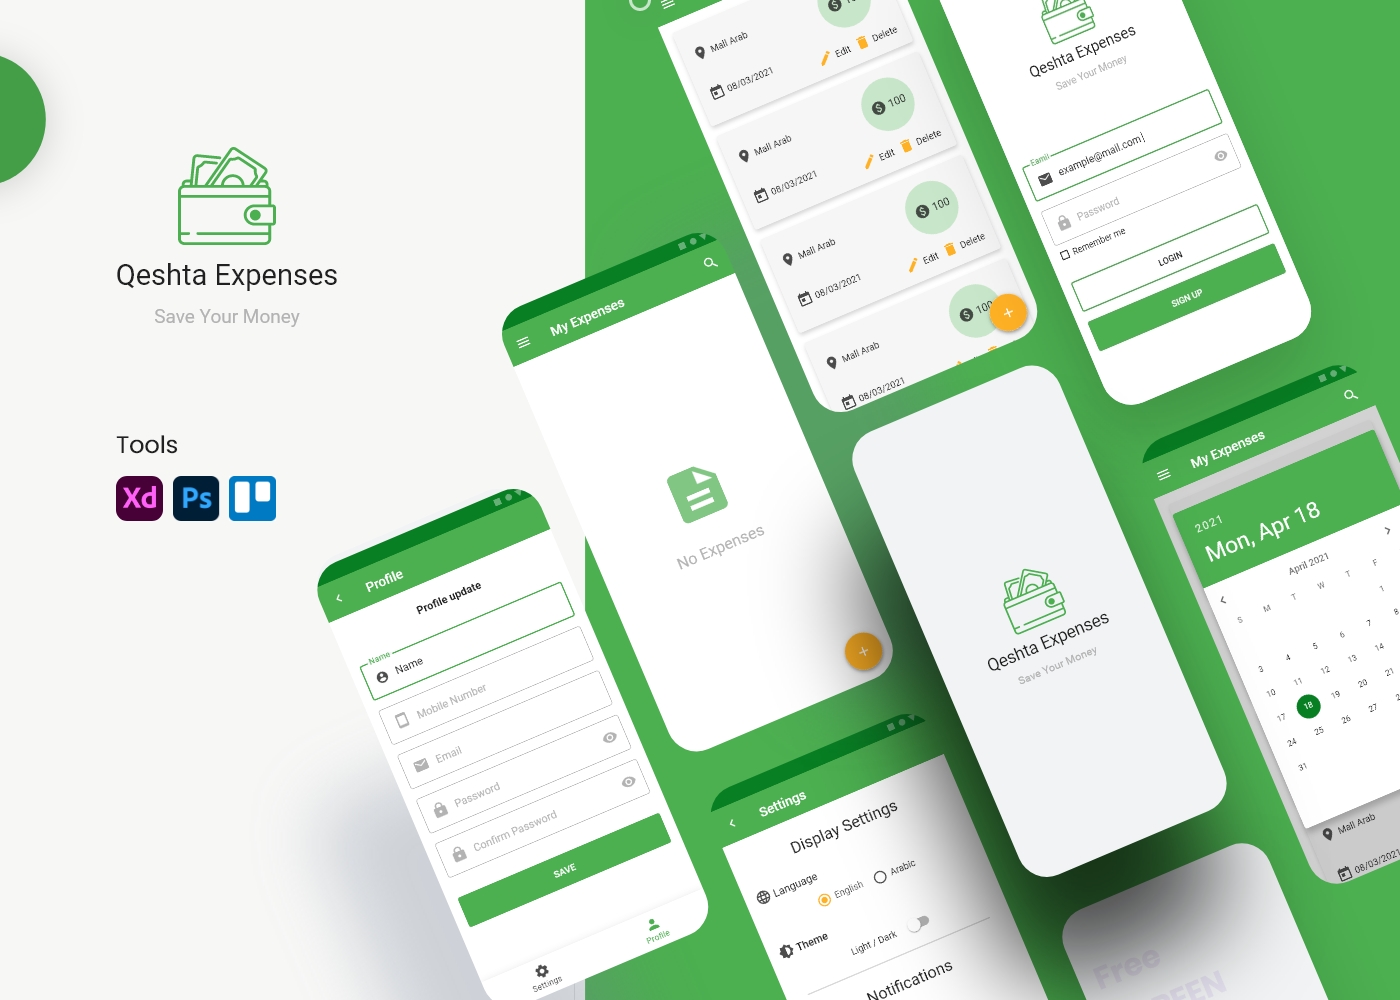 Qeshta Expenses
Save Your Money
Tools
Xd
Ps
Profile
Profile update
Name
Name
Mobile Number
Email
Password
Confirm Password
SAVE
Settings
Profile
My Expenses
No Expenses
+
Mall Arab
08/03/2021
Edit
Delete
$ 100
Mall Arab
08/03/2021
Edit
Delete
$ 100
Mall Arab
08/03/2021
Edit
Delete
$ 100
Mall Arab
08/03/2021
+
Qeshta Expenses
Save Your Money
Eamil
example@mail.com
Password
Remember me
LOGIN
SIGN UP
Qeshta Expenses
Save Your Money
Settings
Display Settings
Language
English
Arabic
Theme
Light / Dark
Notifications
My Expenses
2021
Mon, Apr 18
April 2021
S M T W T F
1
3 4 5 6 7 8
10 11 12 13 14
17 18 19 20 21
24 25 26 27
31
Mall Arab
08/03/2021
Free